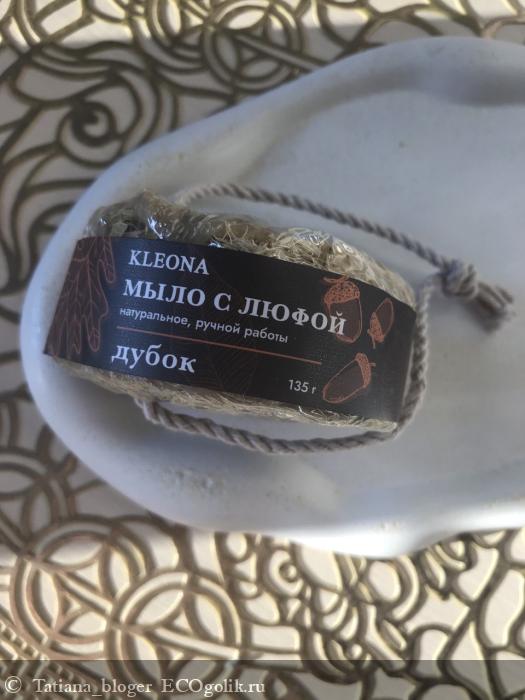 KLEONA
МЫЛО С ЛЮФОЙ
натуральное, ручной работы
дубок
135 г
© Tatiana_bloger ECOgolik.ru